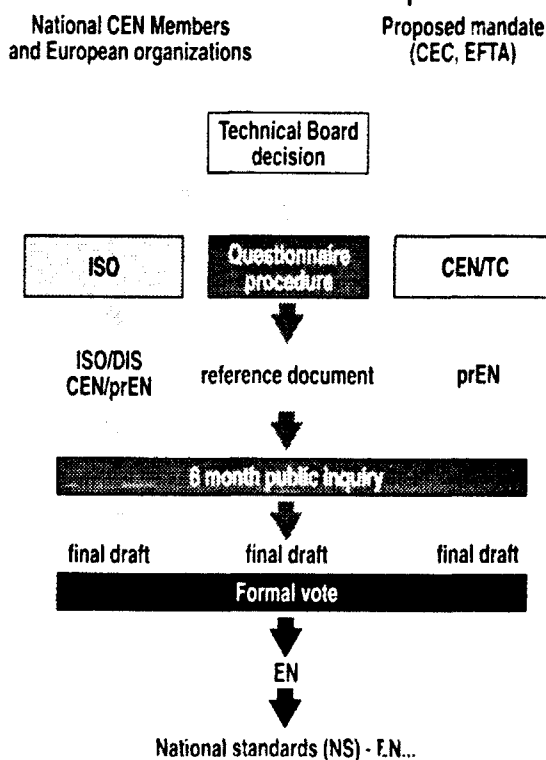 National CEN Members
and European organizations
Proposed mandate
(CEC, EFTA)
Technical Board
decision
ISO
Questionnaire
procedure
CEN/TC
ISO/DIS
CEN/prEN
reference document
prEN
6 month public inquiry
final draft
final draft
final draft
Formal vote
EN
National standards (NS) - EN...